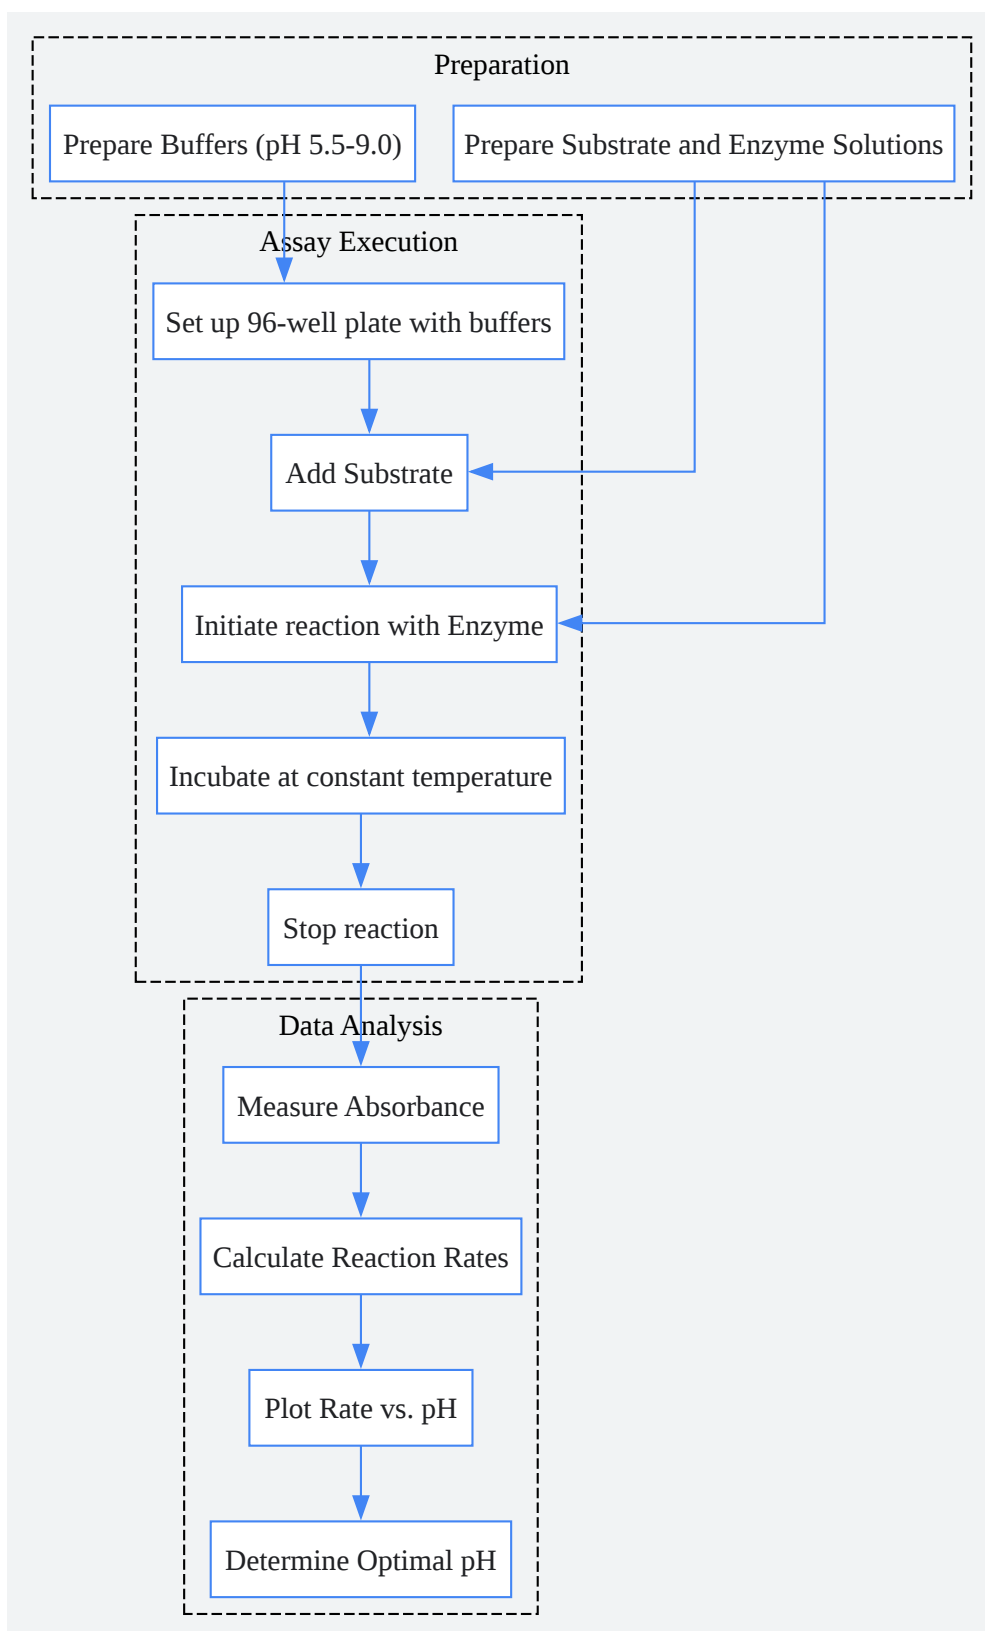 Preparation
Prepare Buffers (pH 5.5-9.0)
Prepare Substrate and Enzyme Solutions
Assay Execution
Set up 96-well plate with buffers
Add Substrate
Initiate reaction with Enzyme
Incubate at constant temperature
Stop reaction
Data Analysis
Measure Absorbance
Calculate Reaction Rates
Plot Rate vs. pH
Determine Optimal pH